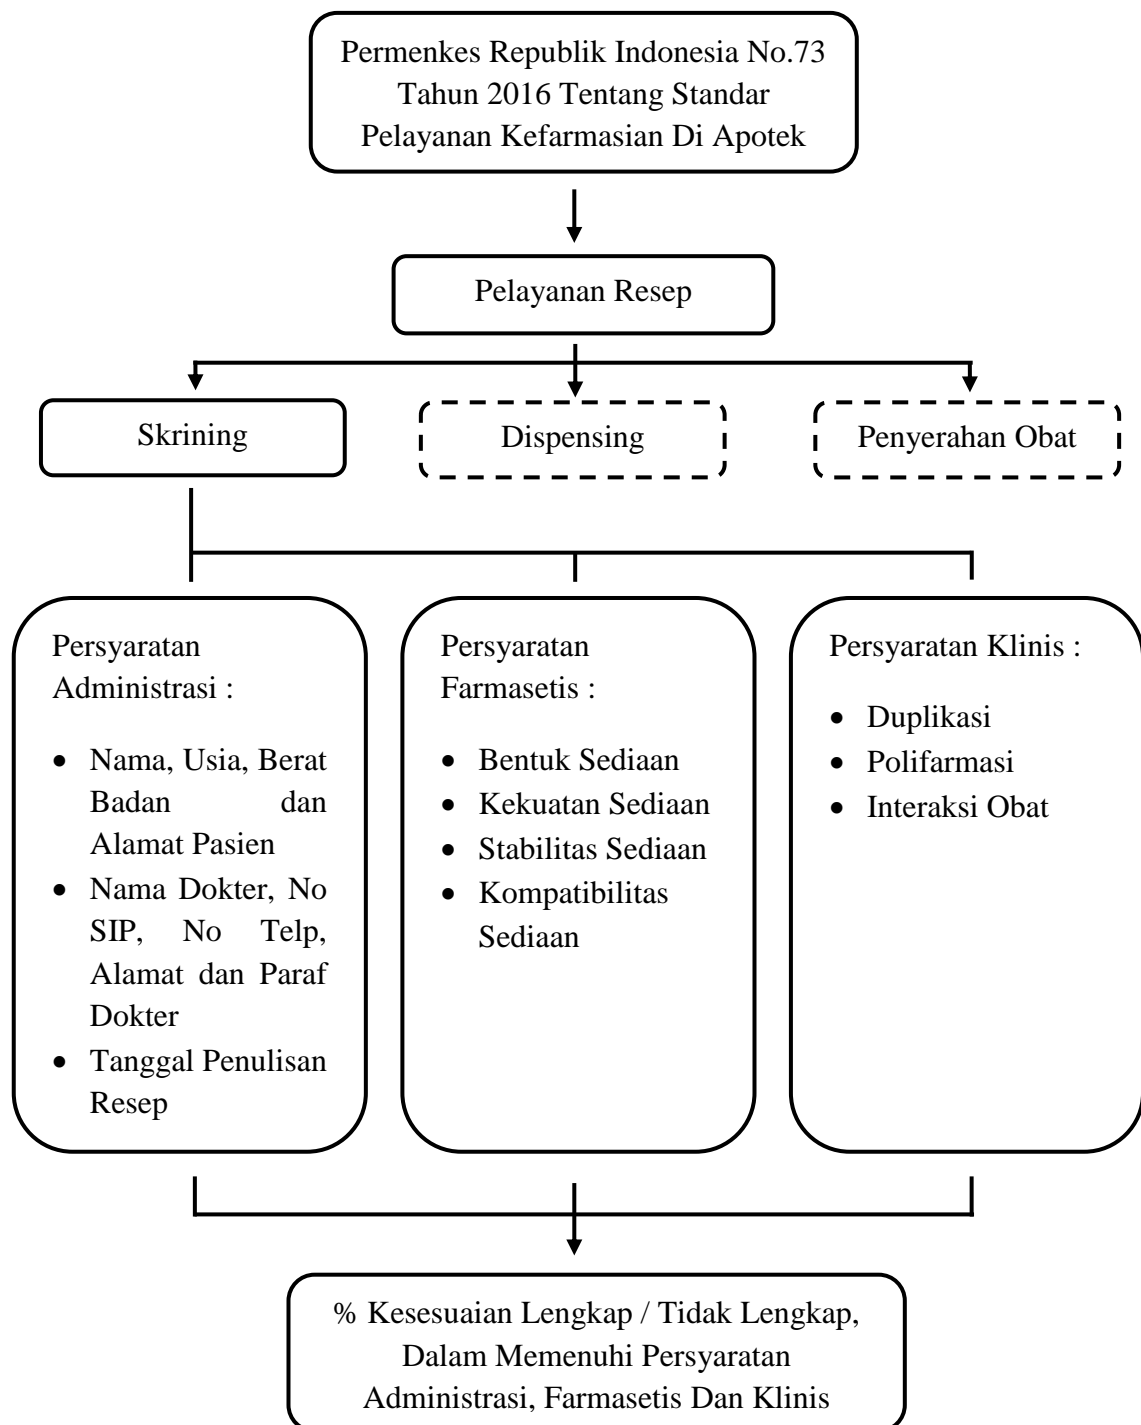 Permenkes Republik Indonesia No.73
Tahun 2016 Tentang Standar
Pelayanan Kefarmasian Di Apotek
Pelayanan Resep
Skrining
Dispensing
Penyerahan Obat
Persyaratan
Administrasi :
• Nama, Usia, Berat
Badan dan
Alamat Pasien
• Nama Dokter, No
SIP, No Telp,
Alamat dan Paraf
Dokter
• Tanggal Penulisan
Resep
Persyaratan
Farmasetis :
• Bentuk Sediaan
• Kekuatan Sediaan
• Stabilitas Sediaan
• Kompatibilitas
Sediaan
Persyaratan Klinis :
• Duplikasi
• Polifarmasi
• Interaksi Obat
% Kesesuaian Lengkap / Tidak Lengkap,
Dalam Memenuhi Persyaratan
Administrasi, Farmasetis Dan Klinis